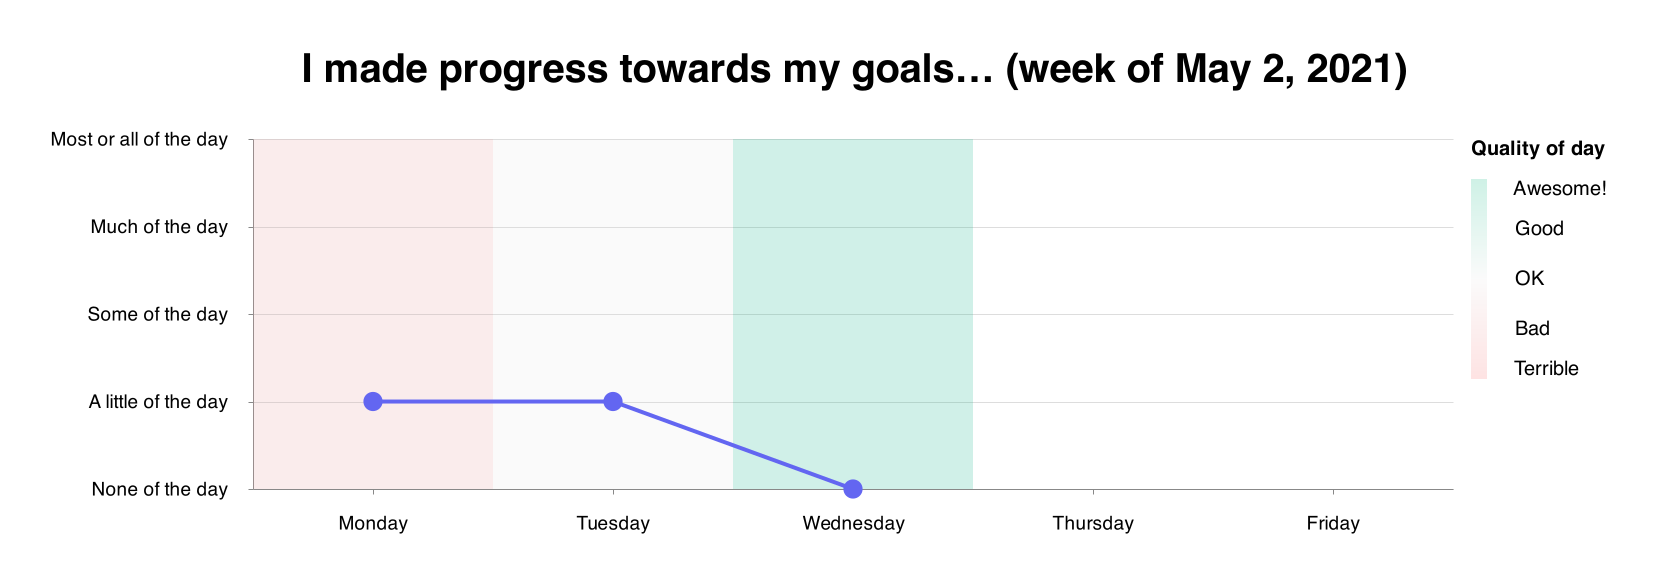 I made progress towards my goals… (week of May 2, 2021)
Most or all of the day
Much of the day
Some of the day
A little of the day
None of the day
Monday
Tuesday
Wednesday
Thursday
Friday
Quality of day
Awesome!
Good
OK
Bad
Terrible